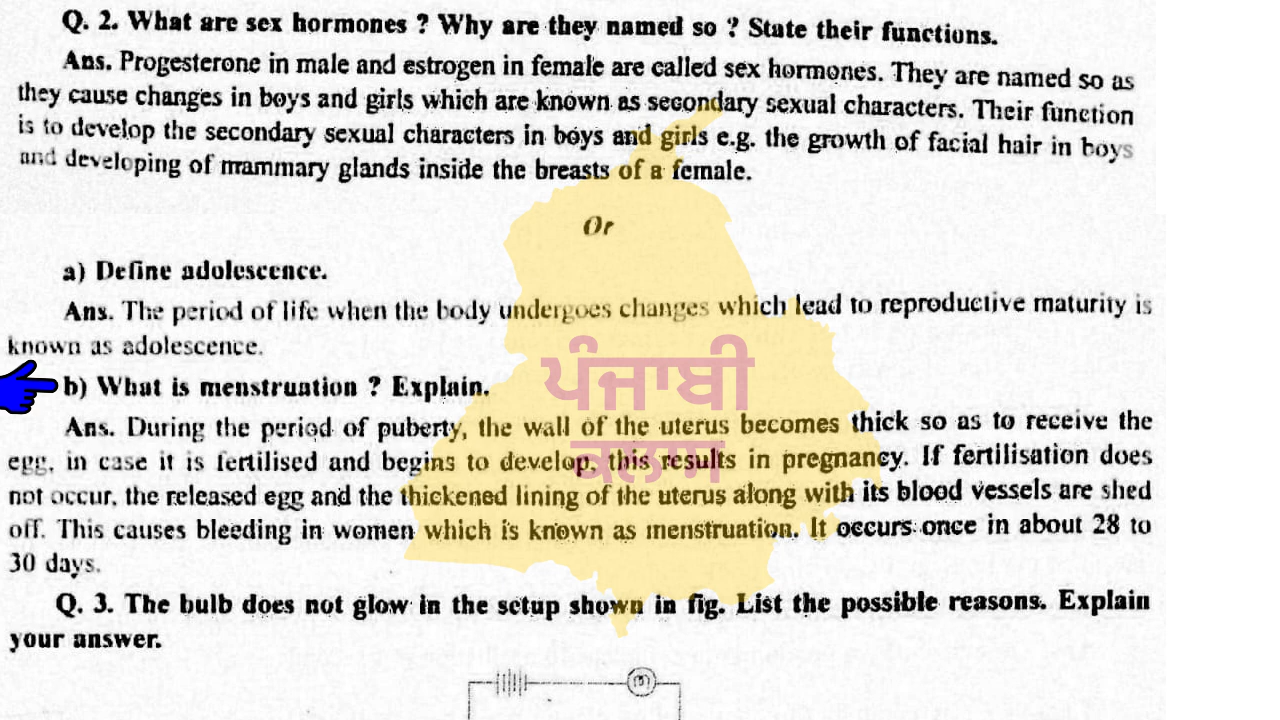 Q. 2. What are sex hormones ? Why are they named so ? State their functions.
Ans. Progesterone in male and estrogen in female are called sex hormones. They are named so as
they cause changes in boys and girls which are known as secondary sexual characters. Their function
is to develop the secondary sexual characters in boys and girls e.g. the growth of facial hair in boys
and developing of mammary glands inside the breasts of a female.
Or
a) Define adolescence.
Ans. The period of life when the body undergoes changes which lead to reproductive maturity is
known as adolescence.
ਪੰਜਾਬੀ
b) What is menstruation ? Explain.
Ans. During the period of puberty, the wall of the uterus becomes thick so as to receive the
egg, in case it is fertilised and begins to develop, this results in pregnancy. If fertilisation does
ਕਲਾਸ
not occur, the released egg and the thickened lining of the uterus along with its blood vessels are shed
off. This causes bleeding in women which is known as menstruation. It occurs once in about 28 to
30 days.
Q. 3. The bulb does not glow in the setup shown in fig. List the possible reasons. Explain
your answer.